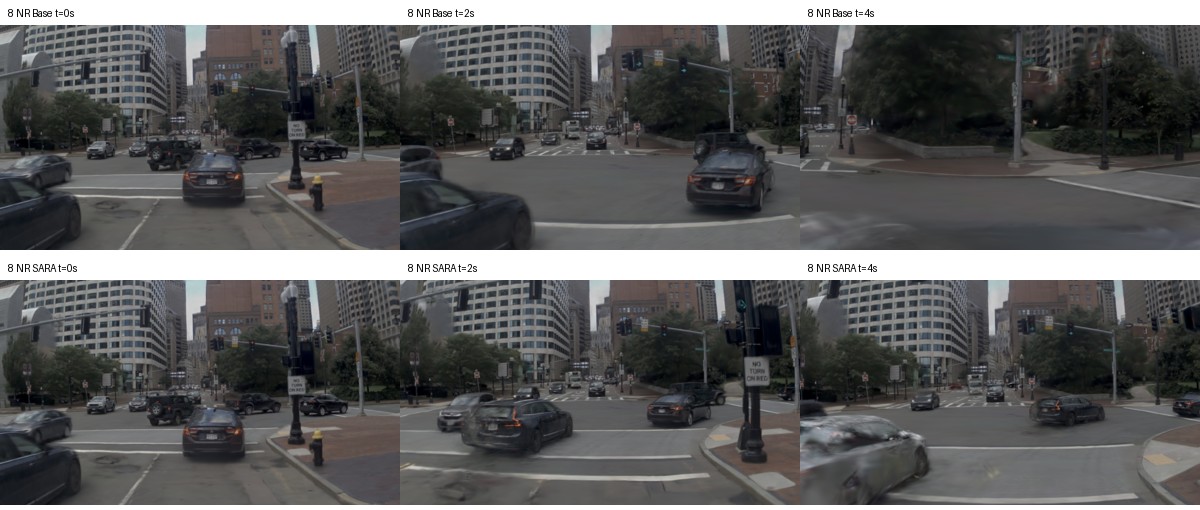 8 NR Base t=0s
8 NR Base t=2s
8 NR Base t=4s
NO
TURN
ON RED
8 NR SARA t=0s
8 NR SARA t=2s
8 NR SARA t=4s
NO
TURN
ON RED
NO
TURN
ON RED